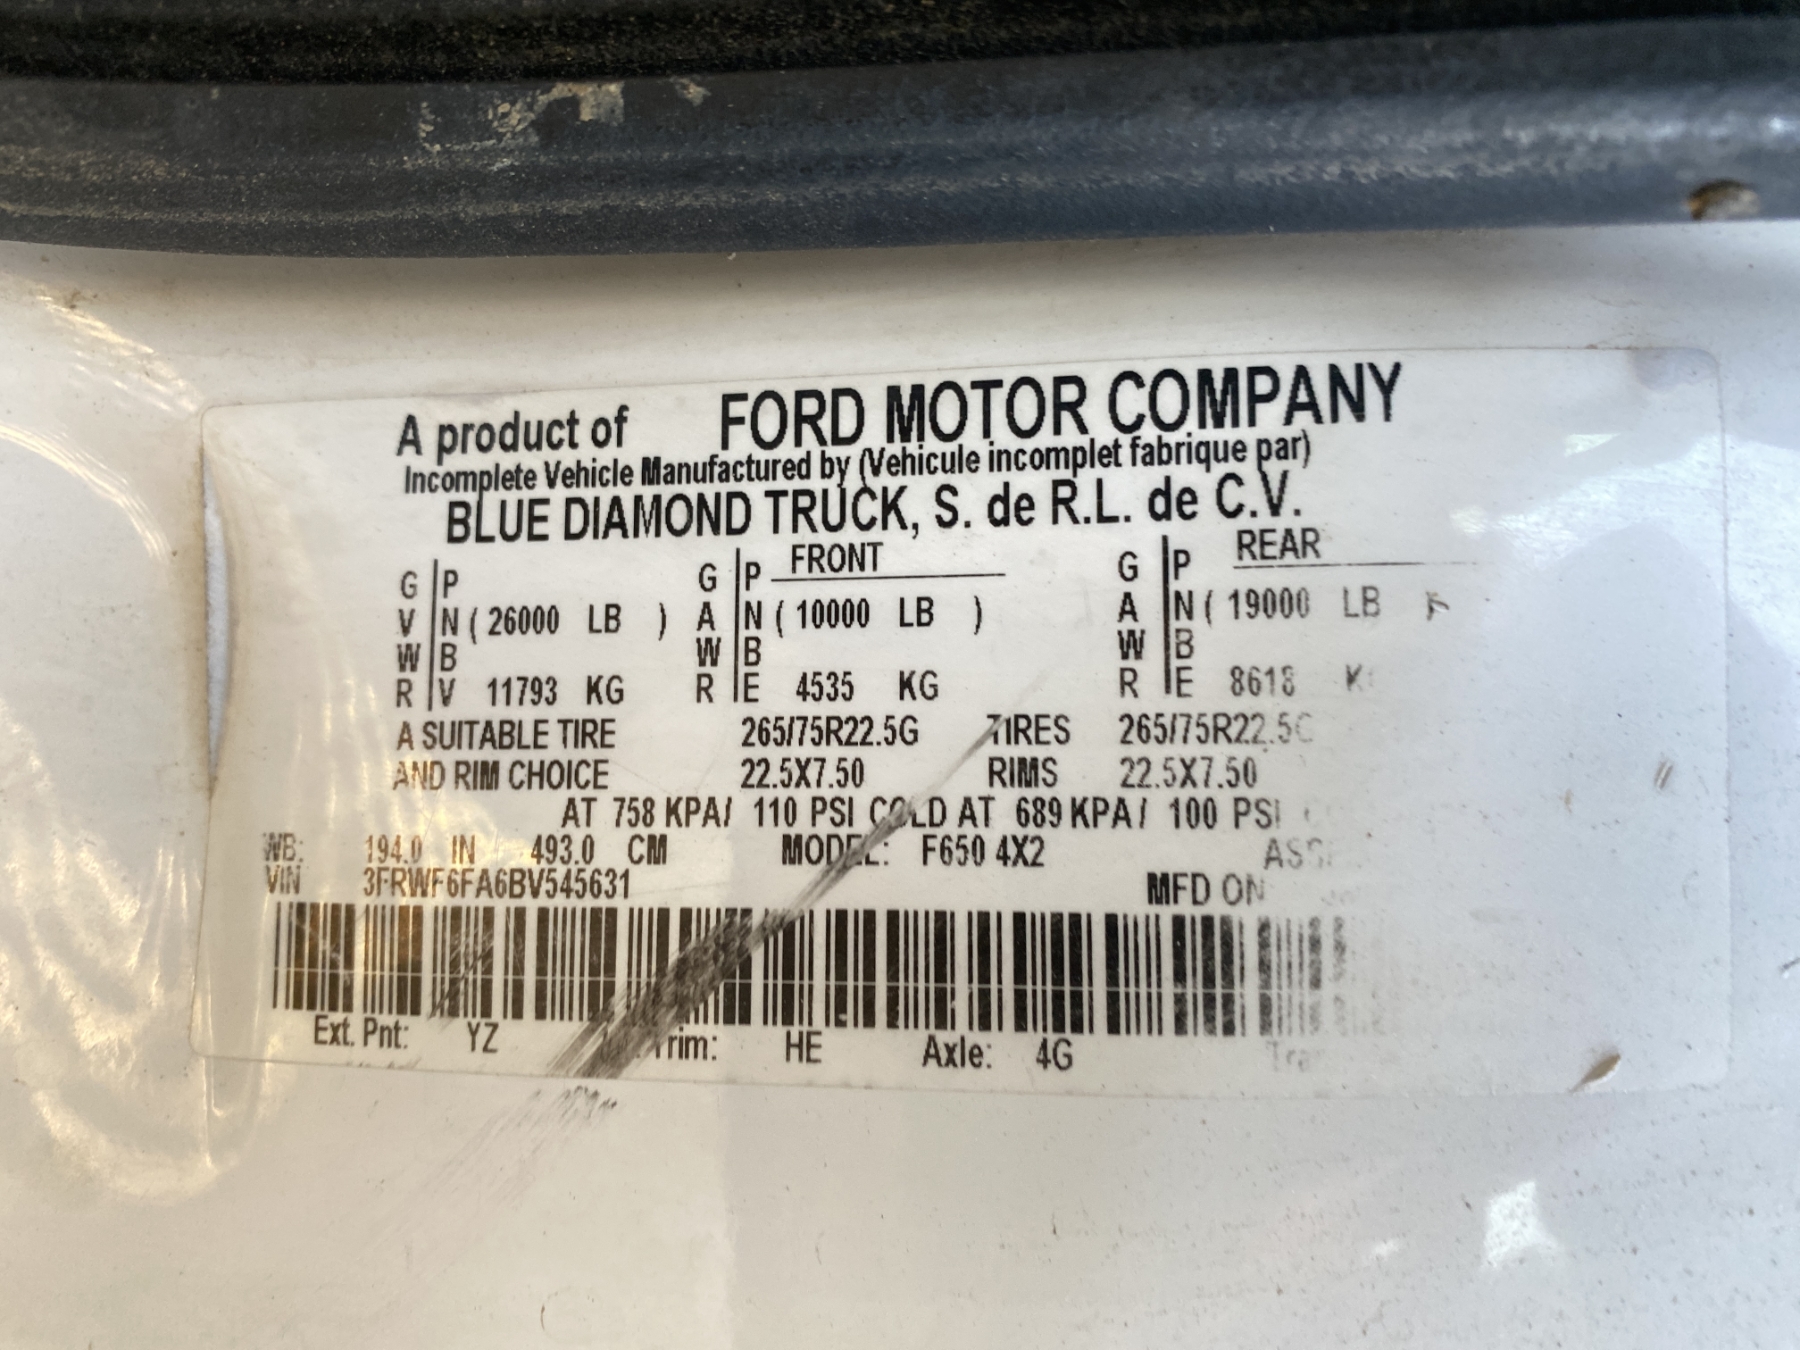 A product of FORD MOTOR COMPANY
Incomplete Vehicle Manufactured by (Vehicule incomplet fabrique par)
BLUE DIAMOND TRUCK, S. de R.L. de C.V.
G P G P FRONT G P REAR
V N ( 26000 LB ) A N ( 10000 LB ) A N ( 19000 LB
W B W B W B
R V 11793 KG R E 4535 KG R E 8618
A SUITABLE TIRE 265/75R22.5G TIRES 265/75R22.5G
AND RIM CHOICE 22.5X7.50 RIMS 22.5X7.50
AT 758 KPA/ 110 PSI COLD AT 689 KPA/ 100 PSI
WB: 194.0 IN 493.0 CM MODEL: F650 4X2
VIN 3FRWF6FA6BV545631 MFD ON
Ext. Pnt: YZ Trim: HE Axle: 4G